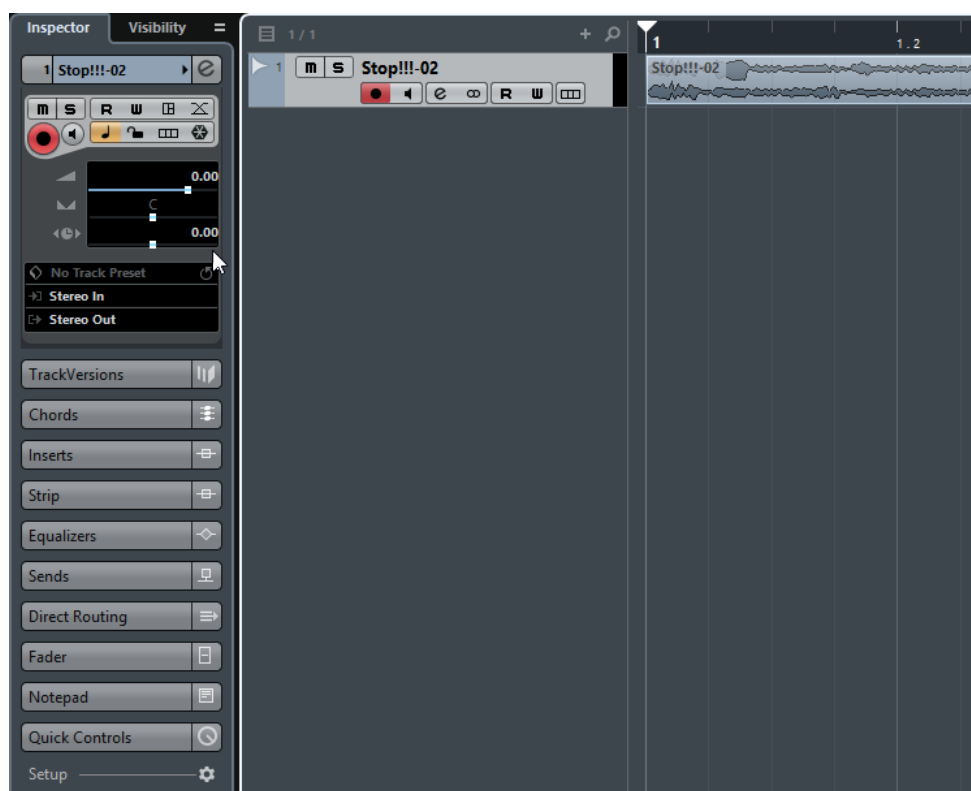 Inspector Visibility
1 Stop!!!-02 e
m S R W
0.00
C
0.00
No Track Preset
Stereo In
Stereo Out
TrackVersions
Chords
Inserts
Strip
Equalizers
Sends
Direct Routing
Fader
Notepad
Quick Controls
Setup
1 / 1 +
1 m S Stop!!!-02
e R W
1 1.2
Stop!!!-02